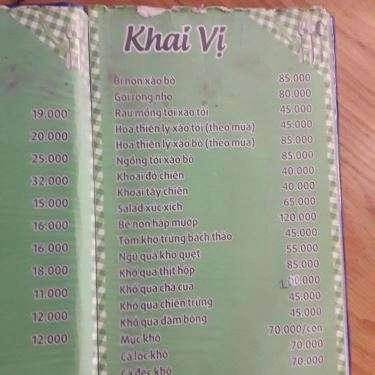 19.000
20.000
25.000
32.000
15.000
16.000
16.000
18.000
11.000
12.000
12.000
Khai Vị
Bí non xào bò 85.000
Gỏi rong nho 80.000
Rau mồng tơi xào tỏi 45.000
Hoa thiên lý xào tỏi (theo mùa) 45.000
Hoa thiên lý xào bò (theo mùa) 85.000
Ngồng tỏi xào bò 85.000
Khoai đỏ chiên 40.000
Khoai tây chiên 40.000
Salad xúc xích 65.000
Bê non hấp mướp 120.000
Tôm khô trứng bách thảo 45.000
Ngũ quả kho quẹt 55.000
Khổ qua thịt hộp 85.000
Khổ qua chả cua
Khổ qua chiên trứng 45.000
Khổ qua dăm bông 45.000
Mực khô 70.000/con
Cá lóc khô 70.000
70.000